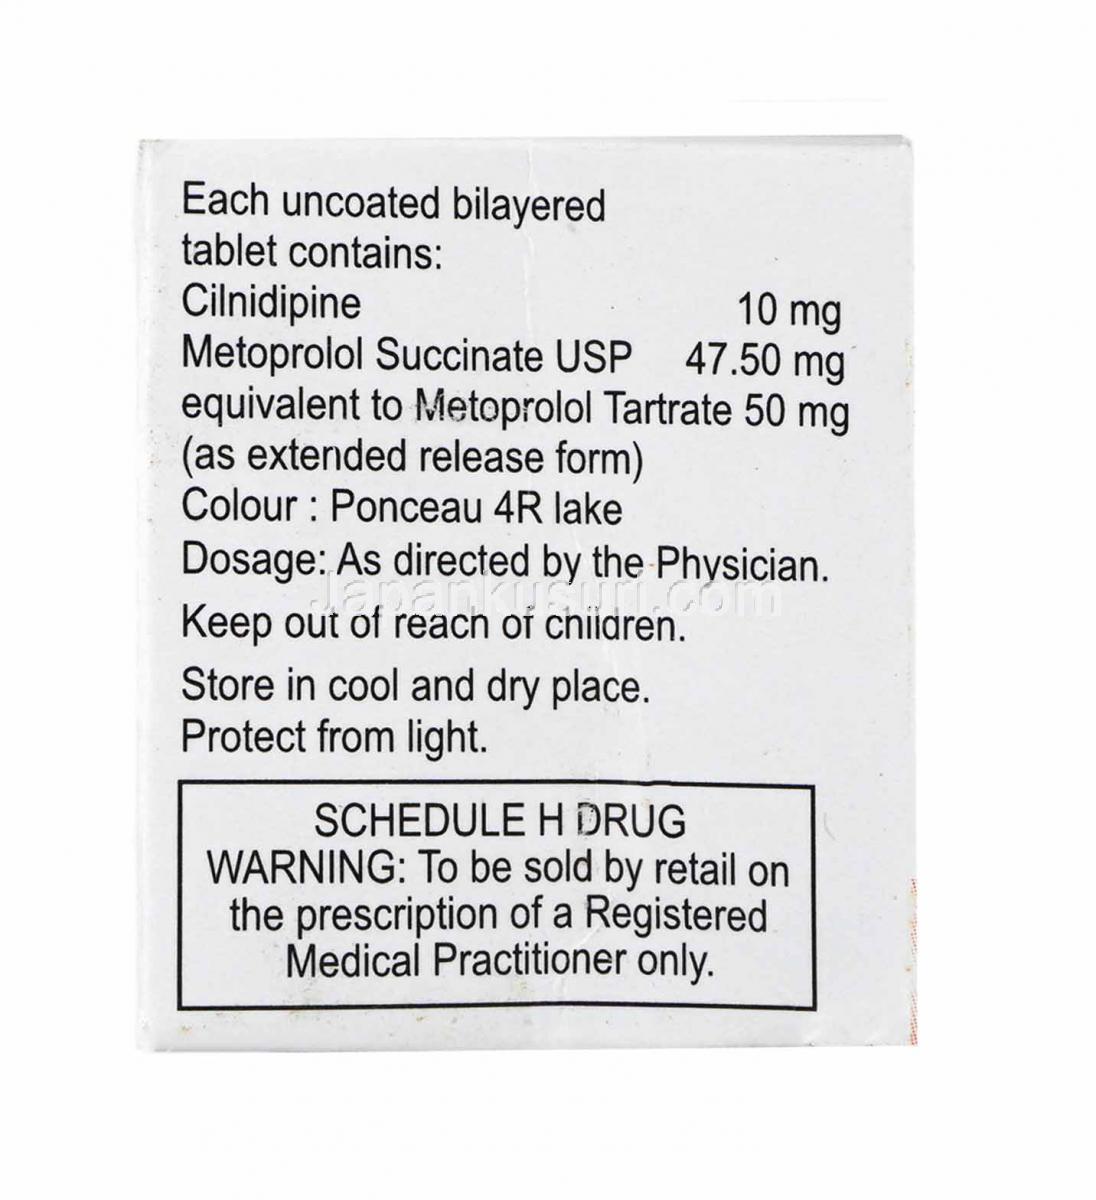 Each uncoated bilayered
tablet contains:
Cilnidipine 10 mg
Metoprolol Succinate USP 47.50 mg
equivalent to Metoprolol Tartrate 50 mg
(as extended release form)
Colour : Ponceau 4R lake
Dosage: As directed by the Physician.
Japankusuri.com
Keep out of reach of children.
Store in cool and dry place.
Protect from light.
SCHEDULE H DRUG
WARNING: To be sold by retail on
the prescription of a Registered
Medical Practitioner only.